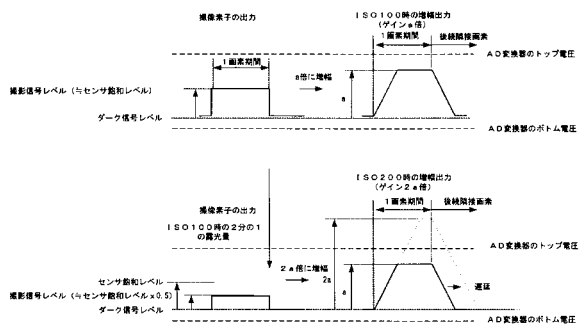 撮像素子の出力
ISO100時の増幅出力
(ゲインa倍)
1画素期間
後続隣接画素
AD変換器のトップ電圧
1画素期間
a倍に増幅
a
撮影信号レベル(≒センサ飽和レベル)
ダーク信号レベル
AD変換器のボトム電圧
ISO200時の増幅出力
(ゲイン2a倍)
1画素期間
後続隣接画素
撮像素子の出力
ISO100時の2分の1
の露光量
AD変換器のトップ電圧
2a倍に増幅
2a
a
遅延
センサ飽和レベル
撮影信号レベル(≒センサ飽和レベルx0.5)
ダーク信号レベル
AD変換器のボトム電圧